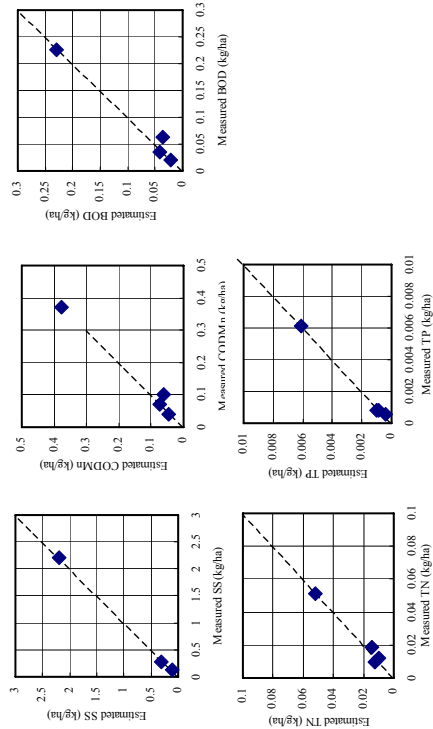 Estimated SS (kg/ha)
3
2.5
2
1.5
1
0.5
0
0 0.5 1 1.5 2 2.5 3
Measured SS (kg/ha)
Estimated CODMn (kg/ha)
0.5
0.4
0.3
0.2
0.1
0
0 0.1 0.2 0.3 0.4 0.5
Measured CODMn (kg/ha)
Estimated BOD (kg/ha)
0.3
0.25
0.2
0.15
0.1
0.05
0
0 0.05 0.1 0.15 0.2 0.25 0.3
Measured BOD (kg/ha)
Estimated TN (kg/ha)
0.1
0.08
0.06
0.04
0.02
0
0 0.02 0.04 0.06 0.08 0.1
Measured TN (kg/ha)
Estimated TP (kg/ha)
0.01
0.008
0.006
0.004
0.002
0
0 0.002 0.004 0.006 0.008 0.01
Measured TP (kg/ha)